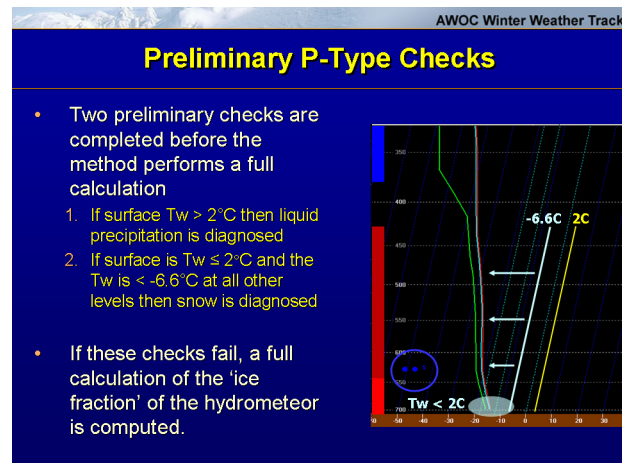 AWOC Winter Weather Track
Preliminary P-Type Checks
• Two preliminary checks are
completed before the
method performs a full
calculation
1. If surface Tw > 2°C then liquid
precipitation is diagnosed
2. If surface is Tw ≤ 2°C and the
Tw is < -6.6°C at all other
levels then snow is diagnosed
• If these checks fail, a full
calculation of the ‘ice
fraction’ of the hydrometeor
is computed.
350
400
-6.6C 2C
450
500
550
600
650
Tw < 2C
700
-50 -40 -30 -20 -10 0 10 20 30